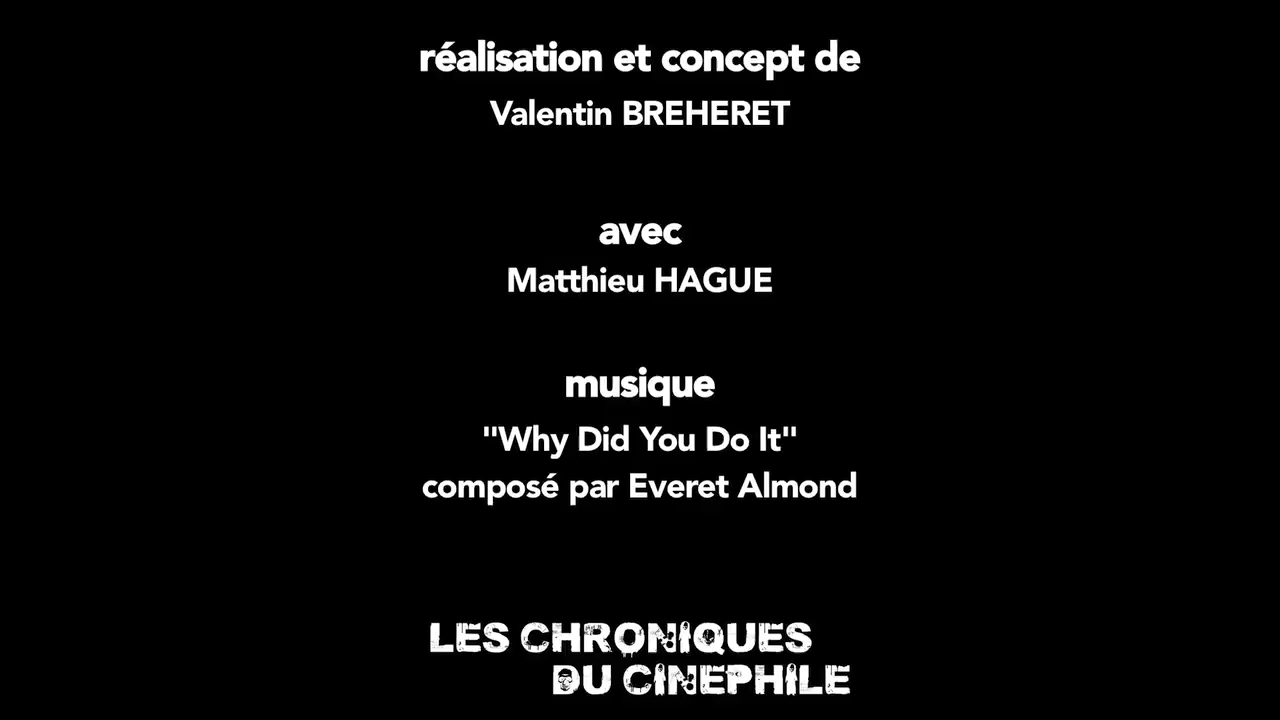 réalisation et concept de
Valentin BREHERET
avec
Matthieu HAGUE
musique
"Why Did You Do It"
composé par Everet Almond
LES CHRONIQUES
DU CINEPHILE